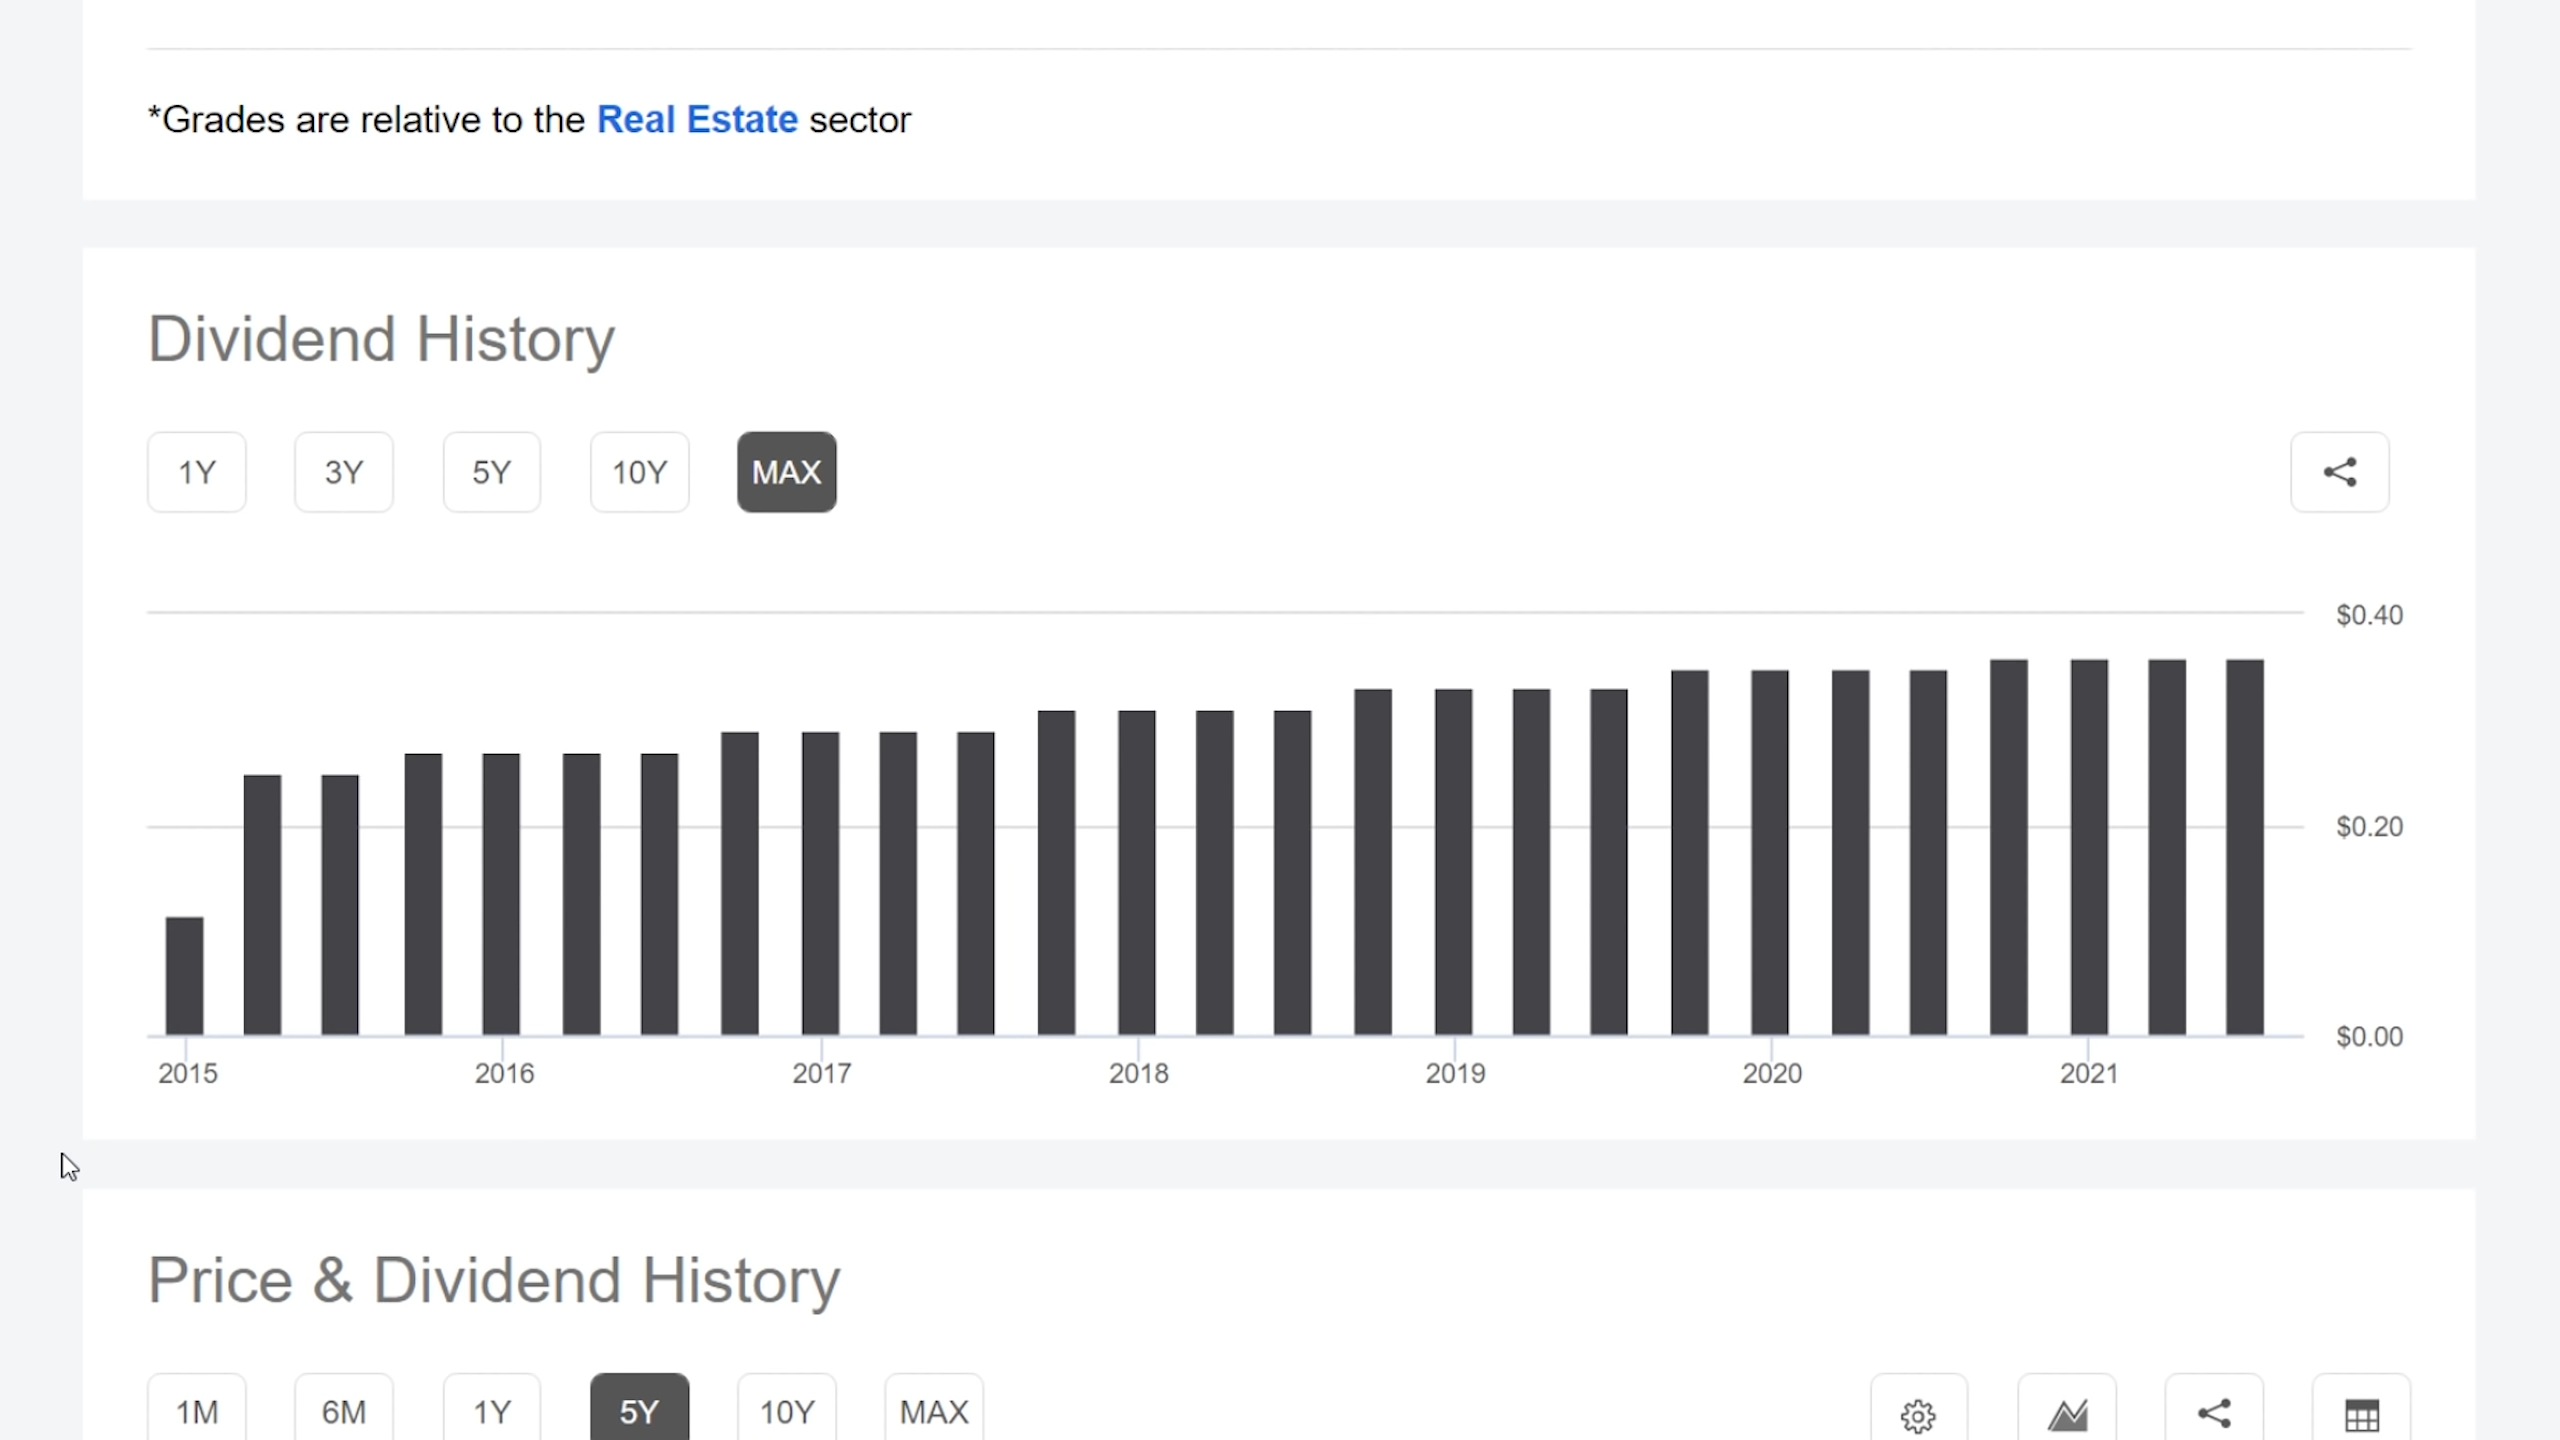 *Grades are relative to the Real Estate sector
Dividend History
1Y 3Y 5Y 10Y MAX
$0.40
$0.20
$0.00
2015 2016 2017 2018 2019 2020 2021
Price & Dividend History
1M 6M 1Y 5Y 10Y MAX